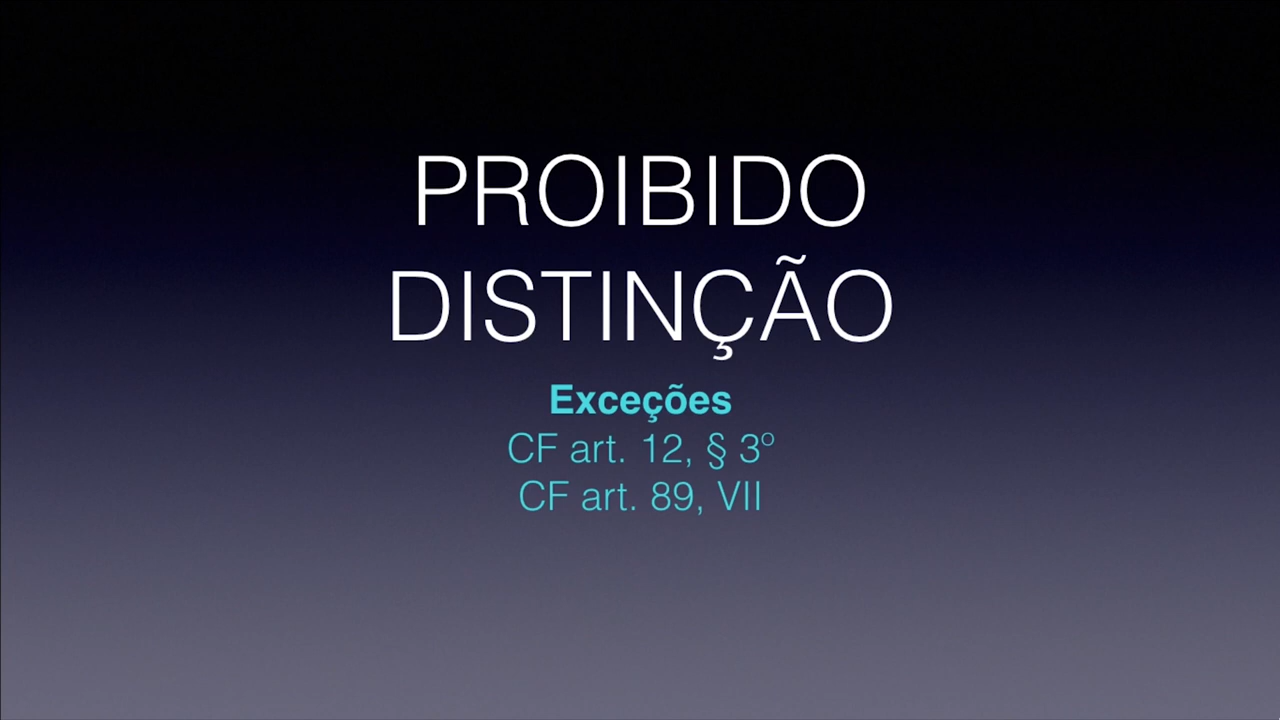 PROIBIDO
DISTINÇÃO
Exceções
CF art. 12, § 3º
CF art. 89, VII